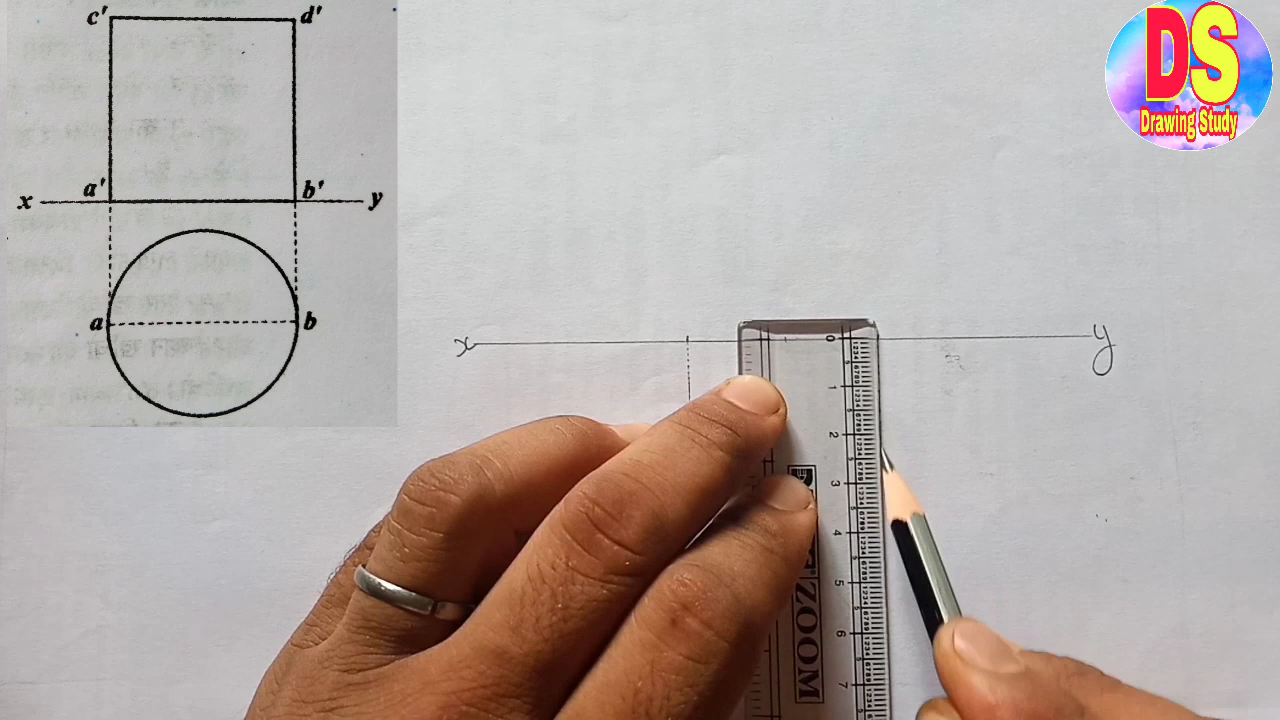 c' d'
a' b'
x y
a b
DS
Drawing Study
x y
0
1
2
3
4
5
6
7
ZOOM